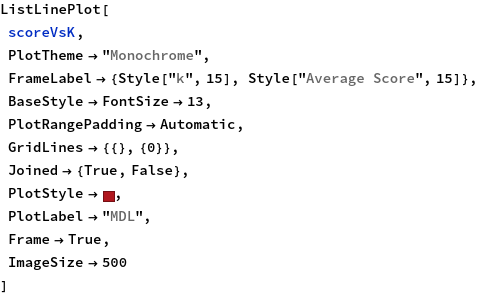 ListLinePlot[
scoreVsK,
PlotTheme → "Monochrome",
FrameLabel → {Style["k", 15], Style["Average Score", 15]},
BaseStyle → FontSize → 13,
PlotRangePadding → Automatic,
GridLines → {{}, {0}},
Joined → {True, False},
PlotStyle → ,
PlotLabel → "MDL",
Frame → True,
ImageSize → 500
]